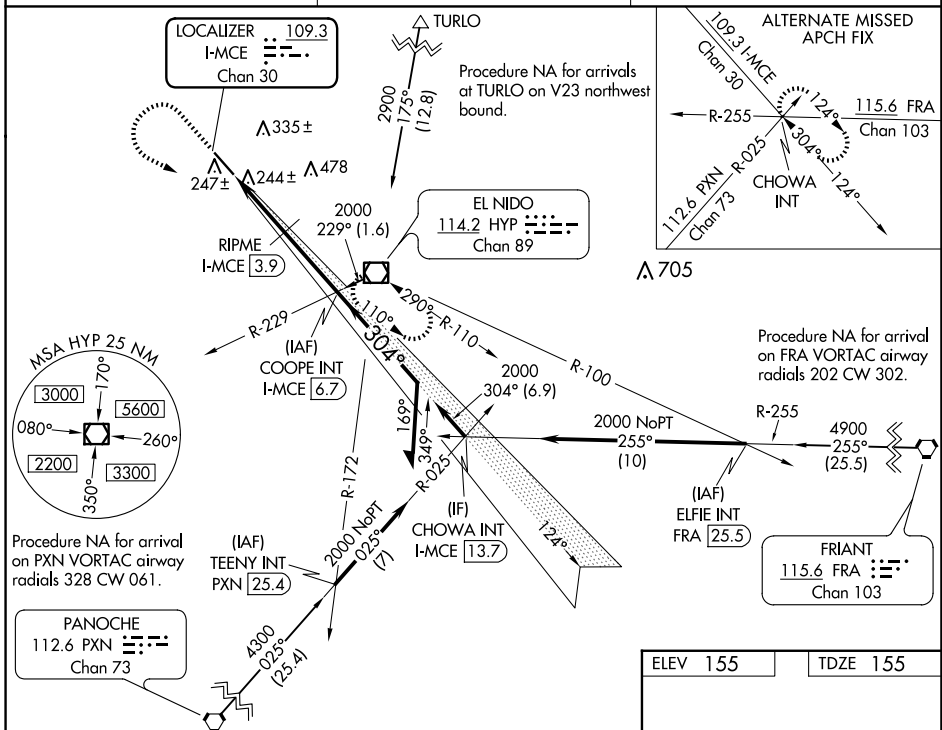 LOCALIZER 109.3
I-MCE
Chan 30
TURLO
2900
175°
(12.8)
Procedure NA for arrivals
at TURLO on V23 northwest
bound.
ALTERNATE MISSED
APCH FIX
109.3 I-MCE
Chan 30
R-255
124°
115.6 FRA
Chan 103
304°
124°
R-025
112.6 PXN
Chan 73
CHOWA
INT
335±
247±
244±
478
705
2000
229° (1.6)
EL NIDO
114.2 HYP
Chan 89
RIPME
I-MCE 3.9
R-229
110°
290°
R-110
(IAF)
COOPE INT
I-MCE 6.7
304°
R-100
2000
304° (6.9)
Procedure NA for arrival
on FRA VORTAC airway
radials 202 CW 302.
MSA HYP 25 NM
170°
3000
5600
080°
260°
2200
3300
350°
169°
349°
R-172
R-025
2000 NoPT
255°
(10)
R-255
4900
255°
(25.5)
(IF)
CHOWA INT
I-MCE 13.7
124°
(IAF)
ELFIE INT
FRA 25.5
Procedure NA for arrival
on PXN VORTAC airway
radials 328 CW 061.
(IAF)
TEENY INT
PXN 25.4
2000 NoPT
025°
(7)
FRIANT
115.6 FRA
Chan 103
PANOCHE
112.6 PXN
Chan 73
4300
025°
(25.4)
ELEV 155
TDZE 155